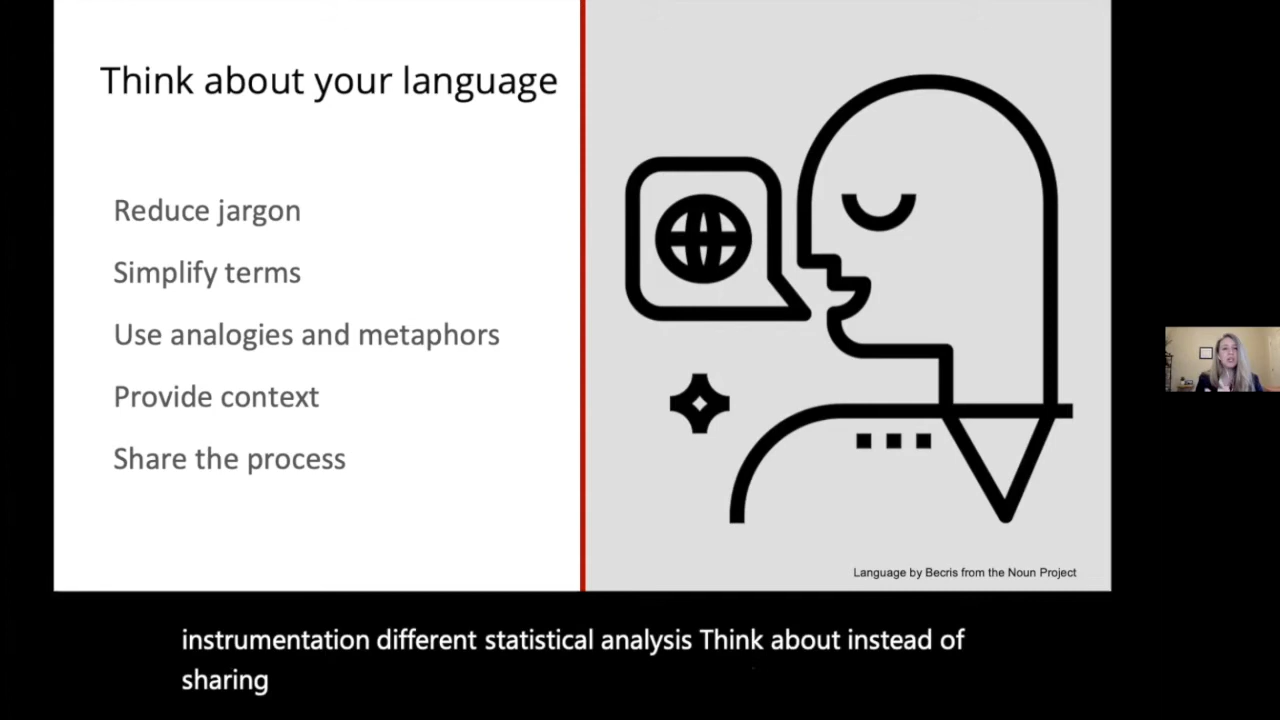 Think about your language
Reduce jargon
Simplify terms
Use analogies and metaphors
Provide context
Share the process
Language by Becris from the Noun Project
instrumentation different statistical analysis Think about instead of
sharing